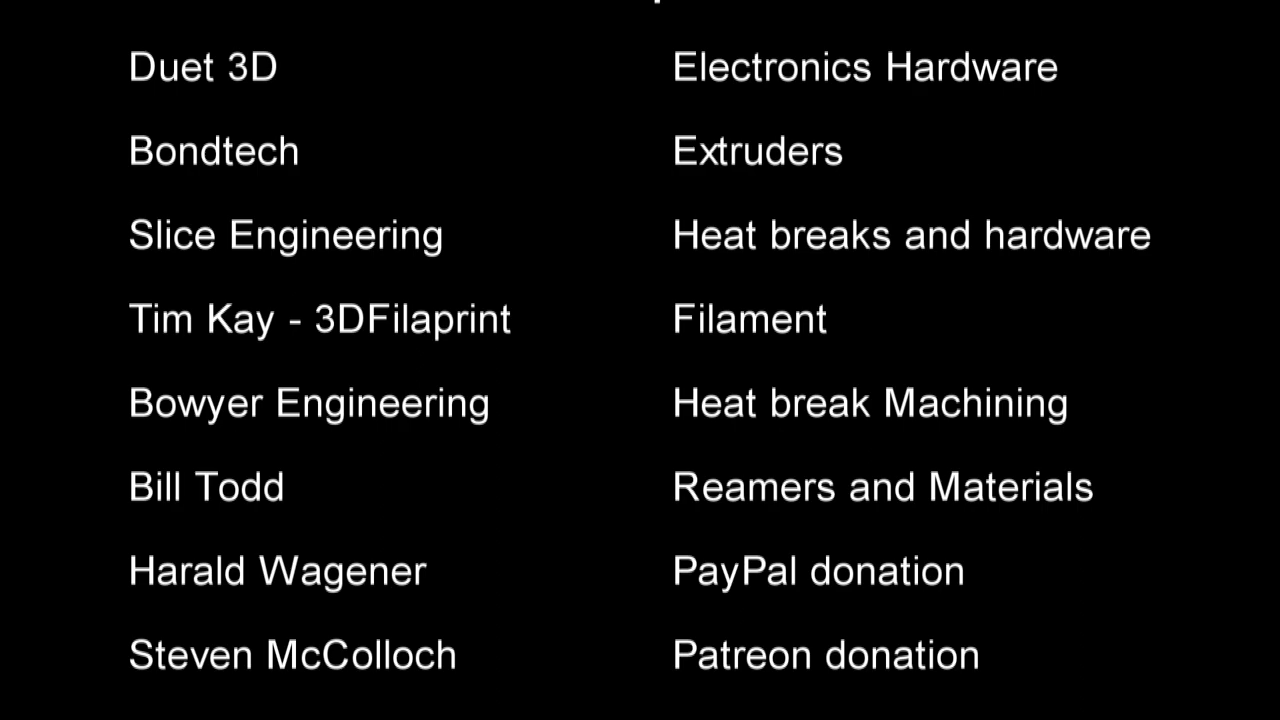 Duet 3D Electronics Hardware
Bondtech Extruders
Slice Engineering Heat breaks and hardware
Tim Kay - 3DFilaprint Filament
Bowyer Engineering Heat break Machining
Bill Todd Reamers and Materials
Harald Wagener PayPal donation
Steven McColloch Patreon donation